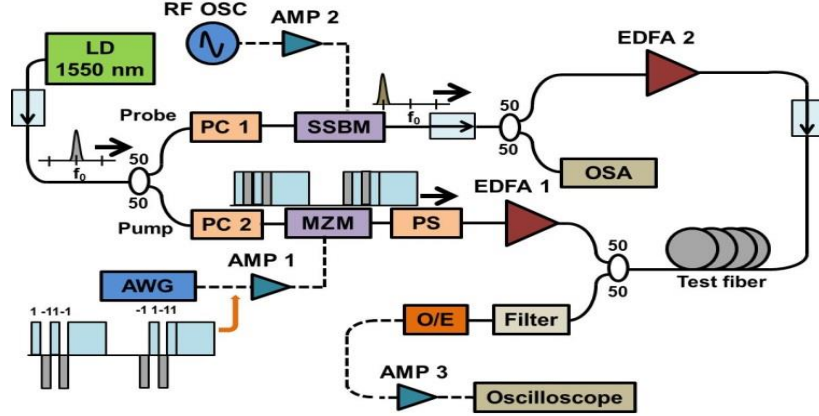 RF OSC
AMP 2
EDFA 2
LD
1550 nm
Probe
PC 1
SSBM
f₀
50
50
OSA
f₀
50
50
Pump
PC 2
MZM
PS
EDFA 1
50
50
Test fiber
AWG
AMP 1
1 -11-1
-1 1-11
O/E
Filter
AMP 3
Oscilloscope